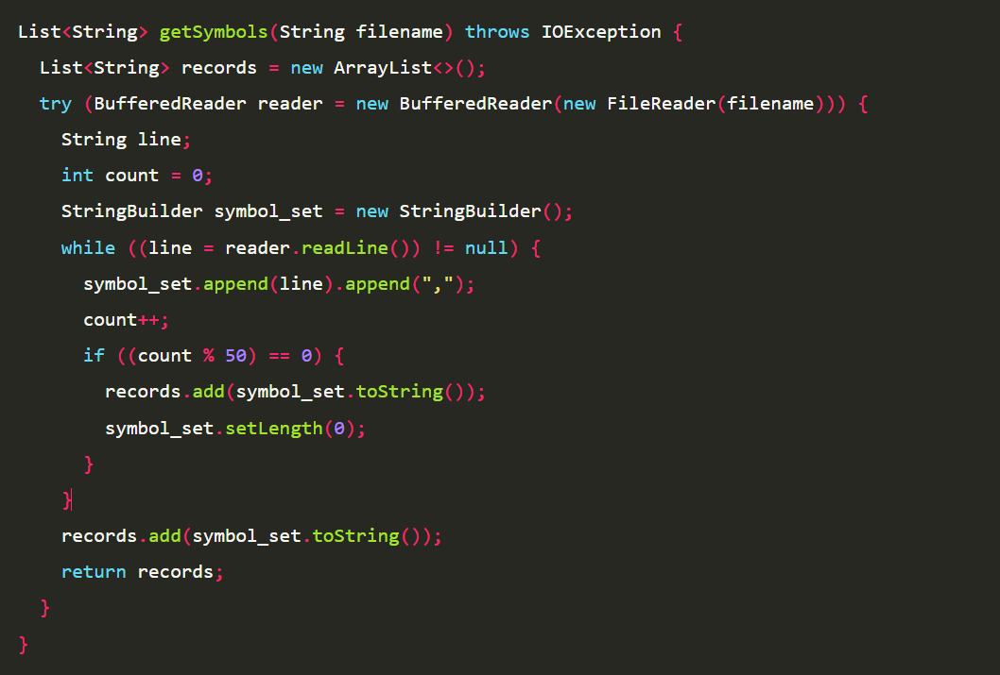 List<String> getSymbols(String filename) throws IOException {
  List<String> records = new ArrayList<>();
  try (BufferedReader reader = new BufferedReader(new FileReader(filename))) {
    String line;
    int count = 0;
    StringBuilder symbol_set = new StringBuilder();
    while ((line = reader.readLine()) != null) {
      symbol_set.append(line).append(",");
      count++;
      if ((count % 50) == 0) {
        records.add(symbol_set.toString());
        symbol_set.setLength(0);
      }
    }
    records.add(symbol_set.toString());
    return records;
  }
}